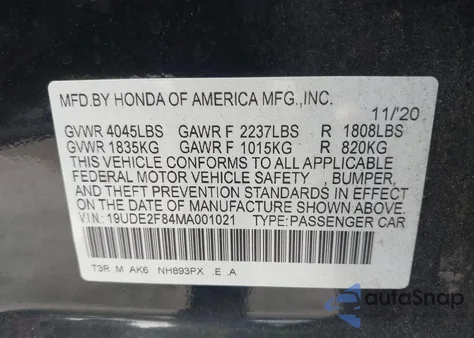 MFD.BY HONDA OF AMERICA MFG.,INC.
11/'20
GVWR 4045LBS GAWR F 2237LBS R 1808LBS
GVWR 1835KG GAWR F 1015KG R 820KG
THIS VEHICLE CONFORMS TO ALL APPLICABLE
FEDERAL MOTOR VEHICLE SAFETY , BUMPER,
AND THEFT PREVENTION STANDARDS IN EFFECT
ON THE DATE OF MANUFACTURE SHOWN ABOVE.
V.I.N: 19UDE2F84MA001021 TYPE:PASSENGER CAR
T3R M AK6 NH893PX .E .A
autoSnap